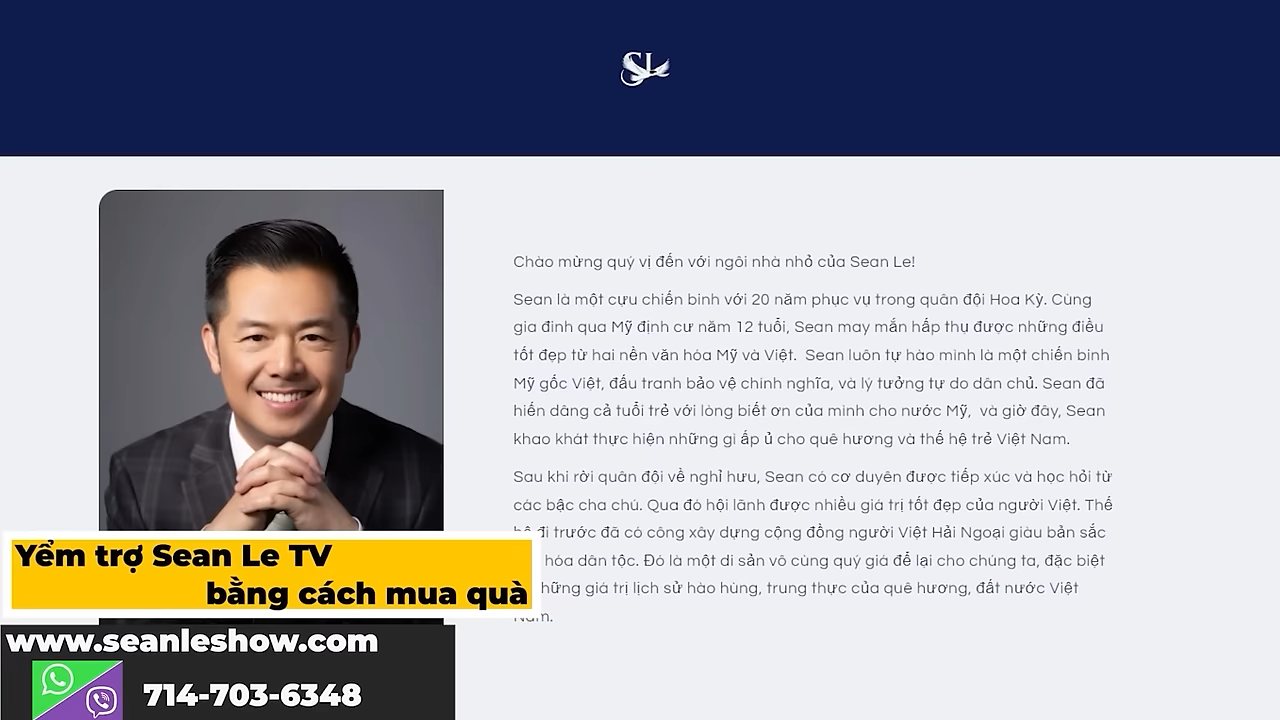 SL
Chào mừng quý vị đến với ngôi nhà nhỏ của Sean Le!
Sean là một cựu chiến binh với 20 năm phục vụ trong quân đội Hoa Kỳ. Cùng
gia đình qua Mỹ định cư năm 12 tuổi, Sean may mắn hấp thụ được những điều
tốt đẹp từ hai nền văn hóa Mỹ và Việt. Sean luôn tự hào mình là một chiến binh
Mỹ gốc Việt, đấu tranh bảo vệ chính nghĩa, và lý tưởng tự do dân chủ. Sean đã
hiến dâng cả tuổi trẻ với lòng biết ơn của mình cho nước Mỹ, và giờ đây, Sean
khao khát thực hiện những gì ấp ủ cho quê hương và thế hệ trẻ Việt Nam.
Sau khi rời quân đội về nghỉ hưu, Sean có cơ duyên được tiếp xúc và học hỏi từ
các bậc cha chú. Qua đó hội lãnh được nhiều giá trị tốt đẹp của người Việt. Thế
đi trước đã có công xây dựng cộng đồng người Việt Hải Ngoại giàu bản sắc
hóa dân tộc. Đó là một di sản vô cùng quý giá để lại cho chúng ta, đặc biệt
những giá trị lịch sử hào hùng, trung thực của quê hương, đất nước Việt
Nam.
Yểm trợ Sean Le TV
bằng cách mua quà
www.seanleshow.com
714-703-6348